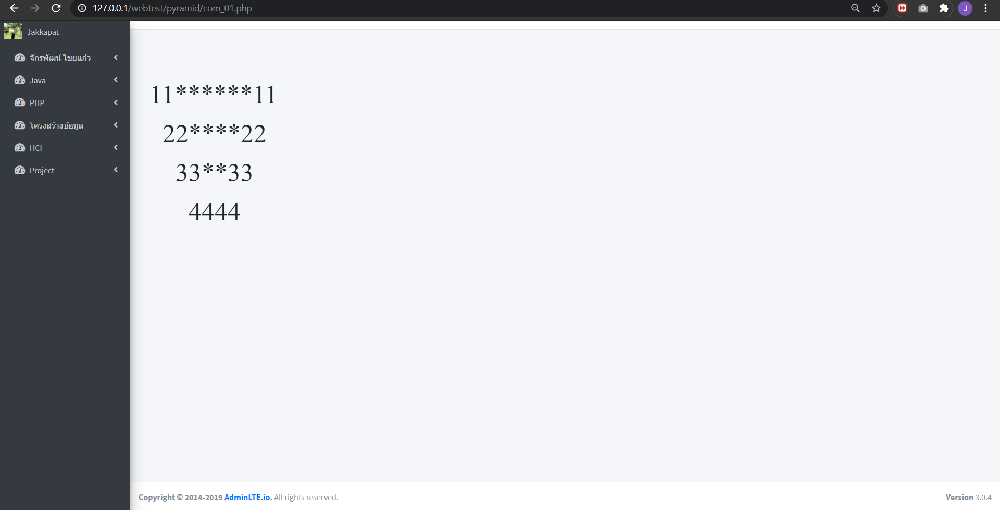 127.0.0.1/webtest/pyramid/com_01.php
J
Jakkapat
จักรพัฒน์ ไชยแก้ว
Java
PHP
โครงสร้างข้อมูล
HCI
Project
11******11
22****22
33**33
4444
Copyright © 2014-2019 AdminLTE.io. All rights reserved.
Version 3.0.4